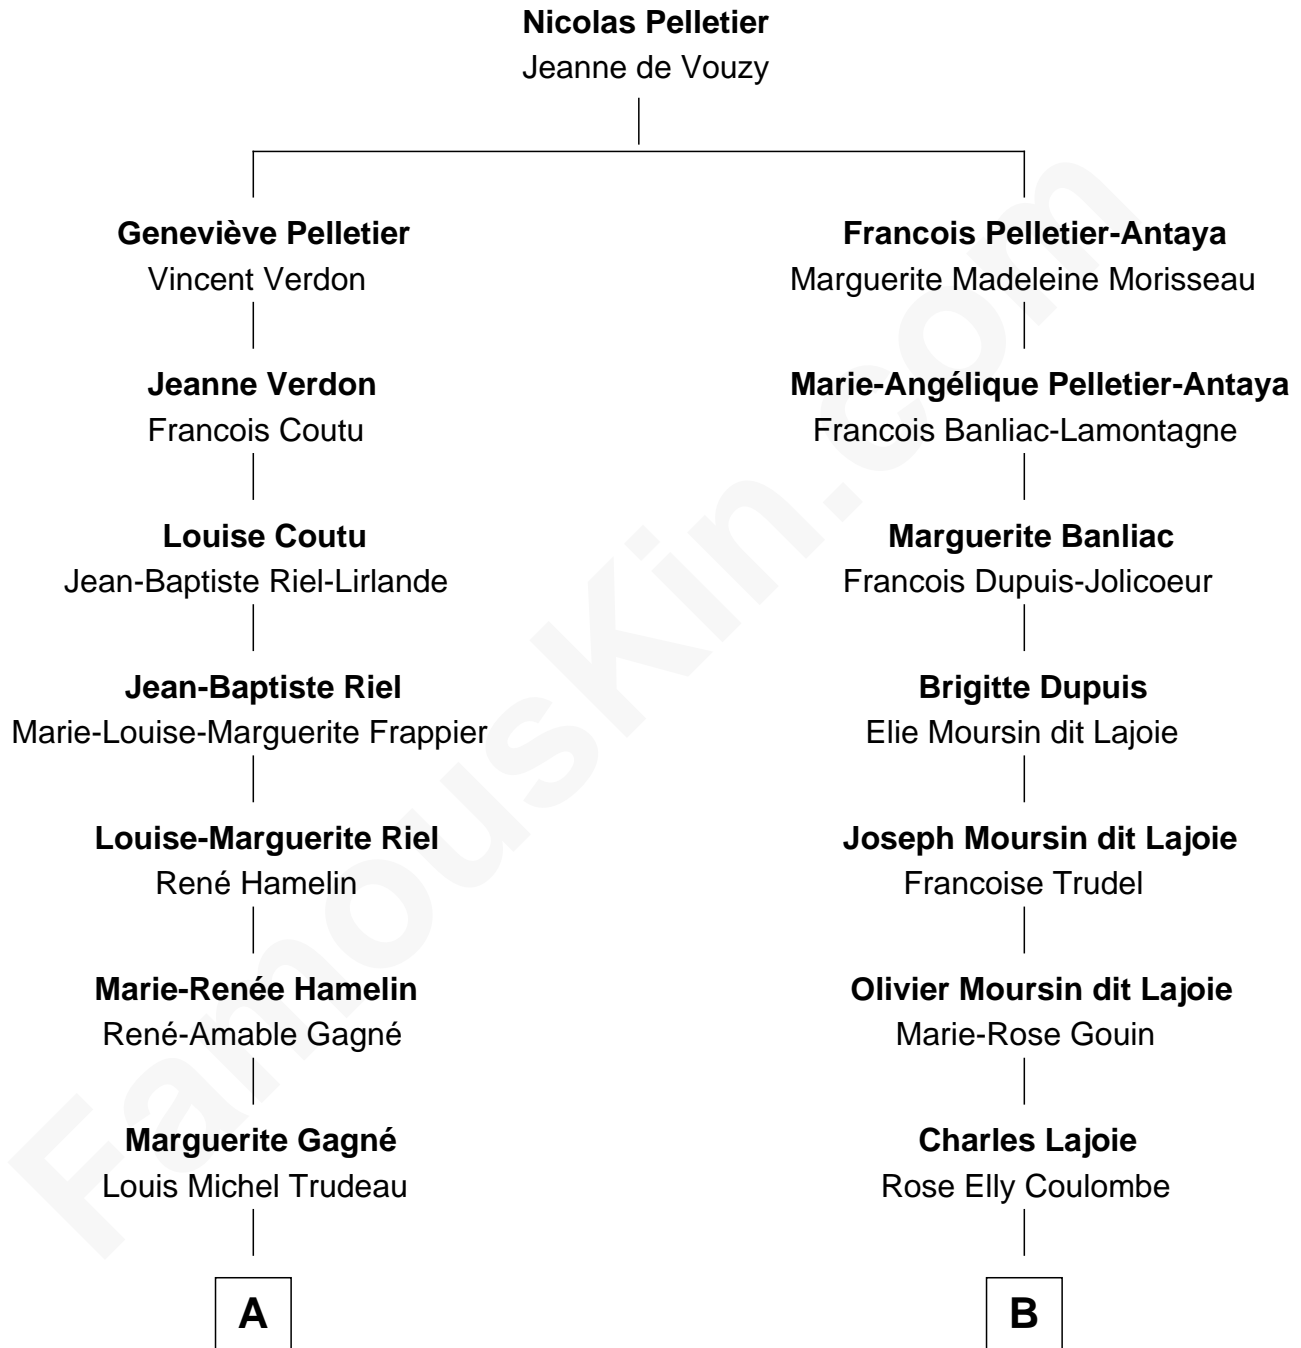 Nicolas Pelletier
Jeanne de Vouzy
Geneviève Pelletier
Vincent Verdon
Francois Pelletier-Antaya
Marguerite Madeleine Morisseau
Jeanne Verdon
Francois Coutu
Marie-Angélique Pelletier-Antaya
Francois Banliac-Lamontagne
Louise Coutu
Jean-Baptiste Riel-Lirlande
Marguerite Banliac
Francois Dupuis-Jolicoeur
Jean-Baptiste Riel
Marie-Louise-Marguerite Frappier
Brigitte Dupuis
Elie Moursin dit Lajoie
Louise-Marguerite Riel
René Hamelin
Joseph Moursin dit Lajoie
Francoise Trudel
Marie-Renée Hamelin
René-Amable Gagné
Olivier Moursin dit Lajoie
Marie-Rose Gouin
Marguerite Gagné
Louis Michel Trudeau
Charles Lajoie
Rose Elly Coulombe
A
B
FamousKin.com